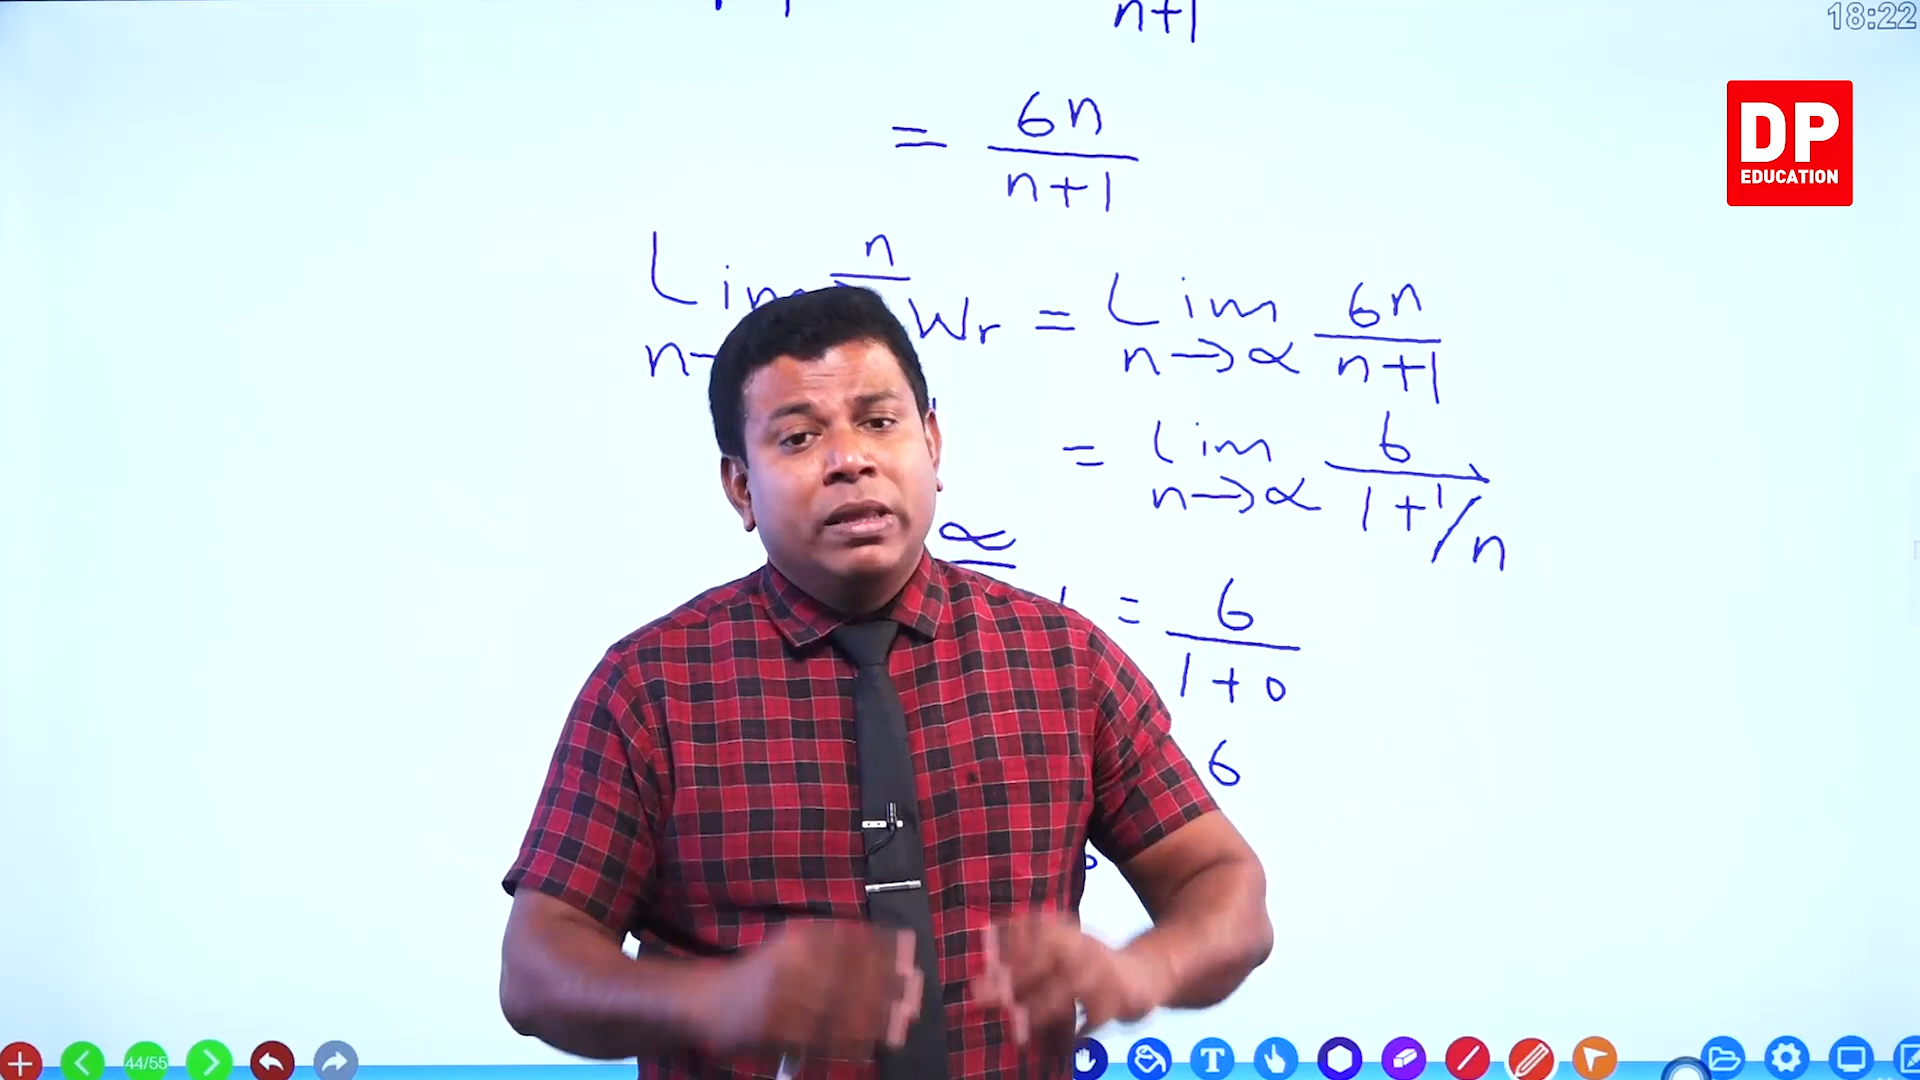 n+1
18:22
DP
EDUCATION
= 6n
n+1
Lim n Wr = Lim 6n
n→ n→∝ n+1
= Lim 6
n→∝ 1+1/n
∝
= 6
1+0
6
44/55
T